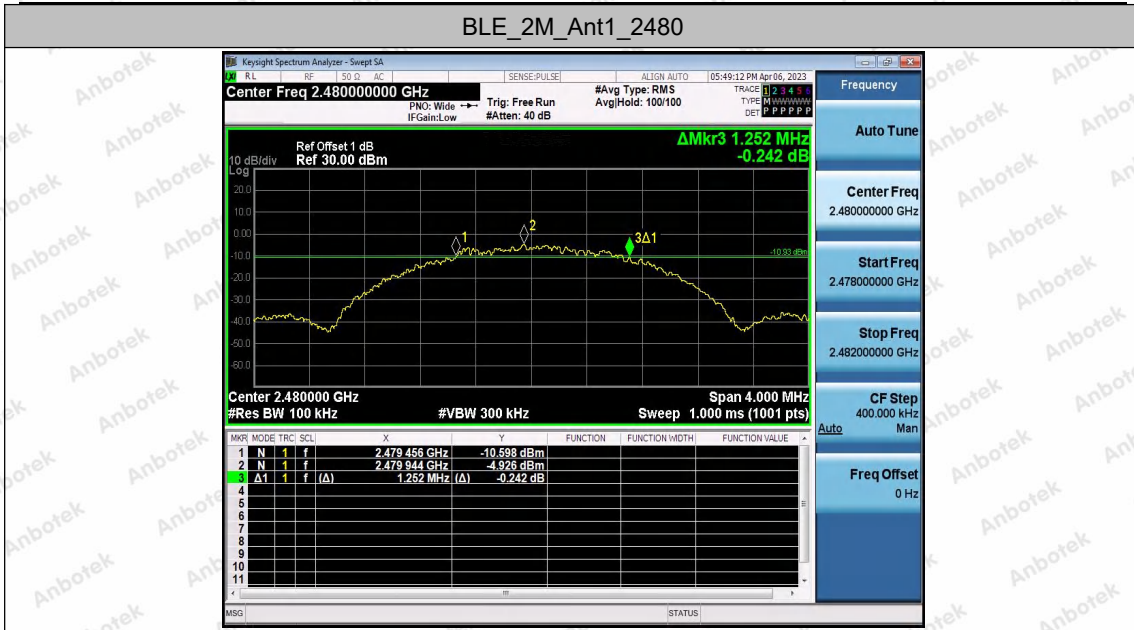 BLE_2M_Ant1_2480
Keysight Spectrum Analyzer - Swept SA
RL RF 50 Ω AC SENSE:PULSE ALIGN AUTO 05:49:12 PM Apr 06, 2023
Center Freq 2.480000000 GHz
PNO: Wide
IFGain:Low
Trig: Free Run
#Atten: 40 dB
#Avg Type: RMS
Avg|Hold: 100/100
TRACE 1 2 3 4 5 6
TYPE M WWWWW
DET P P P P P P
ΔMkr3 1.252 MHz
-0.242 dB
Ref Offset 1 dB
10 dB/div Ref 30.00 dBm
Log
20.0
10.0
0.00
-10.0
-20.0
-30.0
-40.0
-50.0
-60.0
1
2
3Δ1
-10.93 dBm
Center 2.480000 GHz Span 4.000 MHz
#Res BW 100 kHz #VBW 300 kHz Sweep 1.000 ms (1001 pts)
MKR MODE TRC SCL X Y FUNCTION FUNCTION WIDTH FUNCTION VALUE
1 N 1 f 2.479 456 GHz -10.598 dBm
2 N 1 f 2.479 944 GHz -4.926 dBm
3 Δ1 1 f (Δ) 1.252 MHz (Δ) -0.242 dB
4
5
6
7
8
9
10
11
MSG STATUS
Frequency
Auto Tune
Center Freq
2.480000000 GHz
Start Freq
2.478000000 GHz
Stop Freq
2.482000000 GHz
CF Step
400.000 kHz
Auto Man
Freq Offset
0 Hz
Anbotek